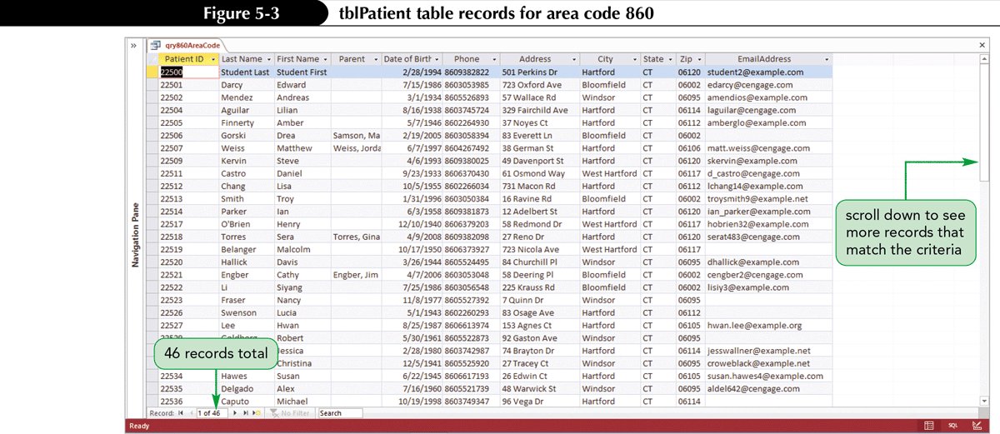 Figure 5-3 tblPatient table records for area code 860
qry860AreaCode
Patient ID Last Name First Name Parent Date of Birth Phone Address City State Zip EmailAddress
22500 Student Last Student First 2/28/1994 8609382822 501 Perkins Dr Hartford CT 06120 student2@example.com
22501 Darcy Edward 7/15/1986 8603053985 723 Oxford Ave Bloomfield CT 06002 edarcy@cengage.com
22502 Mendez Andreas 3/1/1934 8605526893 57 Wallace Rd Windsor CT 06095 amendios@example.com
22504 Aguilar Lilian 8/16/1938 8603745724 329 Fairchild Ave Hartford CT 06114 laguilar@cengage.com
22505 Finnerty Amber 5/7/1946 8602264930 37 Noyes Ct Hartford CT 06112 amberglo@example.com
22506 Gorski Drea Samson, Ma 2/19/2005 8603058394 83 Everett Ln Bloomfield CT 06002
22507 Weiss Matthew Weiss, Jorda 6/7/1997 8604267492 38 German St Hartford CT 06106 matt.weiss@cengage.com
22509 Kervin Steve 4/6/1993 8609380025 49 Davenport St Hartford CT 06120 skervin@example.com
22511 Castro Daniel 9/23/1933 8606370430 61 Osmond Way West Hartford CT 06117 d_castro@cengage.com
22512 Chang Lisa 10/5/1955 8602266034 731 Macon Rd Hartford CT 06112 lchang14@example.com
22513 Smith Troy 1/31/1996 8603050384 16 Ravine Rd Bloomfield CT 06002 troysmith9@example.net
22514 Parker Ian 6/3/1958 8609381873 12 Adelbert St Hartford CT 06120 ian_parker@example.com
22517 O'Brien Henry 12/10/1940 8606379203 58 Redmond Dr West Hartford CT 06117 hobrien32@example.com
22518 Torres Sera Torres, Gina 4/9/2008 8609382098 27 Reno Dr Hartford CT 06120 serat483@cengage.com
22519 Belanger Malcolm 10/17/1950 8606373927 723 Nicola Ave West Hartford CT 06117
22520 Hallick Davis 3/26/1944 8605524495 84 Churchill Pl Windsor CT 06095 dhallick@example.com
22521 Engber Cathy Engber, Jim 4/7/2006 8603053048 58 Deering Pl Bloomfield CT 06002 cengber2@cengage.com
22522 Li Siyang 7/25/1986 8603056548 225 Krauss Rd Bloomfield CT 06002 lisiy3@example.com
22523 Fraser Nancy 11/8/1977 8605527392 7 Quinn Dr Windsor CT 06095
22526 Swenson Lucia 5/1/1943 8602260293 83 Osage Ave Hartford CT 06112
22527 Lee Hwan 8/25/1987 8606613974 153 Agnes Ct Hartford CT 06105 hwan.lee@example.org
Robert 5/30/1961 8605522873 92 Gaston Ave Windsor CT 06095
Jessica 2/28/1980 8603742987 74 Brayton Dr Hartford CT 06114 jesswallner@example.net
Christina 12/5/1941 8605525920 27 Tracey Ct Windsor CT 06095 croweblack@example.net
22534 Hawes Susan 6/22/1945 8606617193 26 Edwin Ct Hartford CT 06105 susan.hawes4@example.com
22535 Delgado Alex 7/16/1960 8605521739 48 Warwick St Windsor CT 06095 aldel642@cengage.com
22536 Caputo Michael 10/19/1998 8603749347 96 Vega Dr Hartford CT 06114
Navigation Pane
46 records total
scroll down to see
more records that
match the criteria
Record: 1 of 46 No Filter Search
Ready SQL